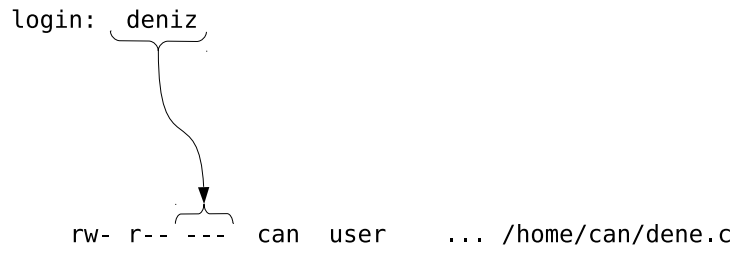 login: deniz
rw- r-- --- can user ... /home/can/dene.c